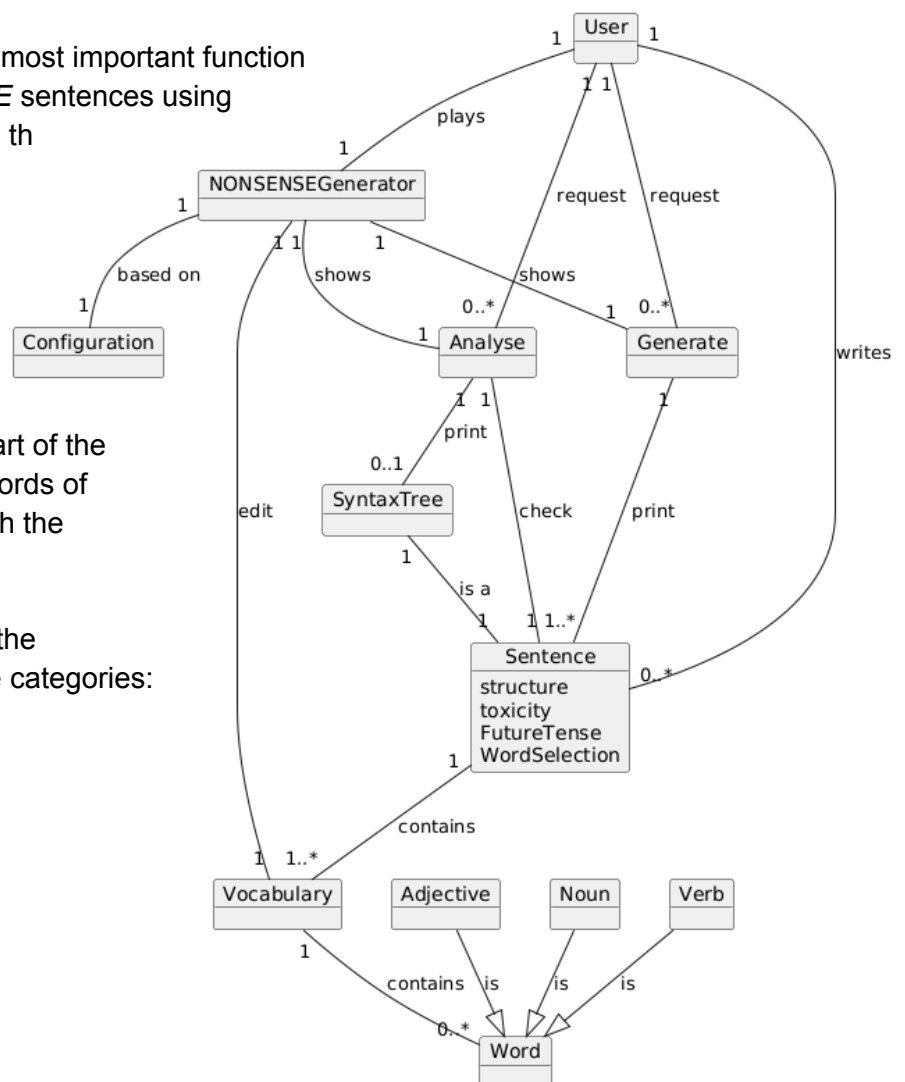 most important function
E sentences using
th
art of the
ords of
h the
the
e categories:
User
1
1
1 1
plays
request
request
writes
1
NONSENSEGenerator
1
1 1
1
based on
shows
shows
1
1
0..*
1
0..*
Configuration
Analyse
Generate
1 1
1
print
0..1
SyntaxTree
edit
check
print
1
is a
1
1 1..*
Sentence
structure
toxicity
FutureTense
WordSelection
0..*
1
contains
1 1..*
Vocabulary
Adjective
Noun
Verb
1
contains
is
is
is
0..*
Word